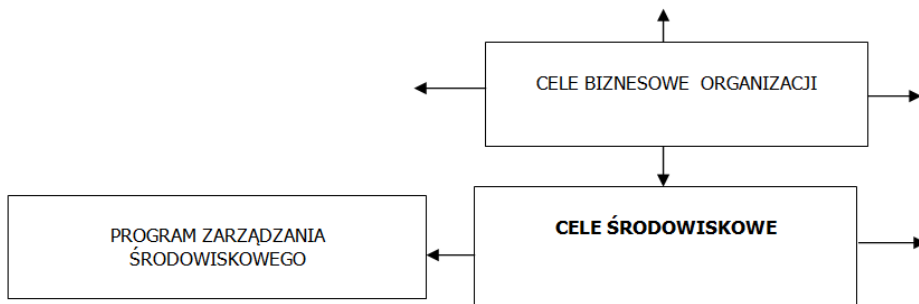 CELE BIZNESOWE ORGANIZACJI
CELE ŚRODOWISKOWE
PROGRAM ZARZĄDZANIA
ŚRODOWISKOWEGO